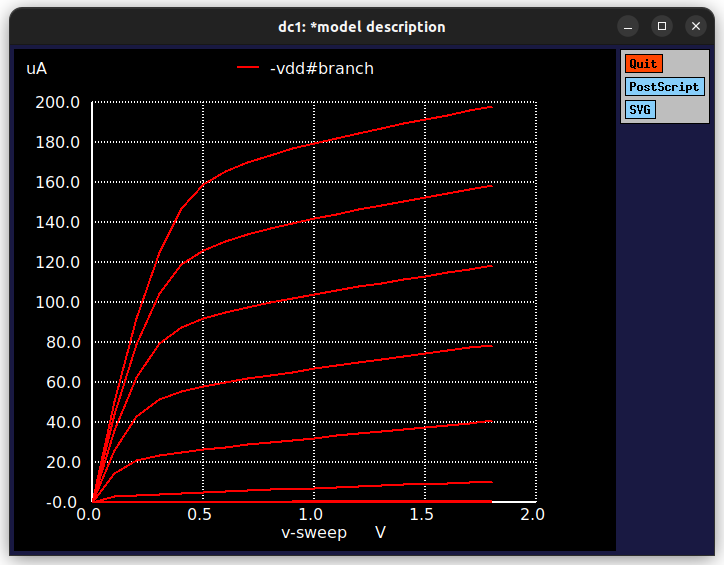 dc1: *model description
uA
-vdd#branch
Quit
PostScript
SVG
200.0
180.0
160.0
140.0
120.0
100.0
80.0
60.0
40.0
20.0
-0.0
0.0 0.5 1.0 1.5 2.0
v-sweep V